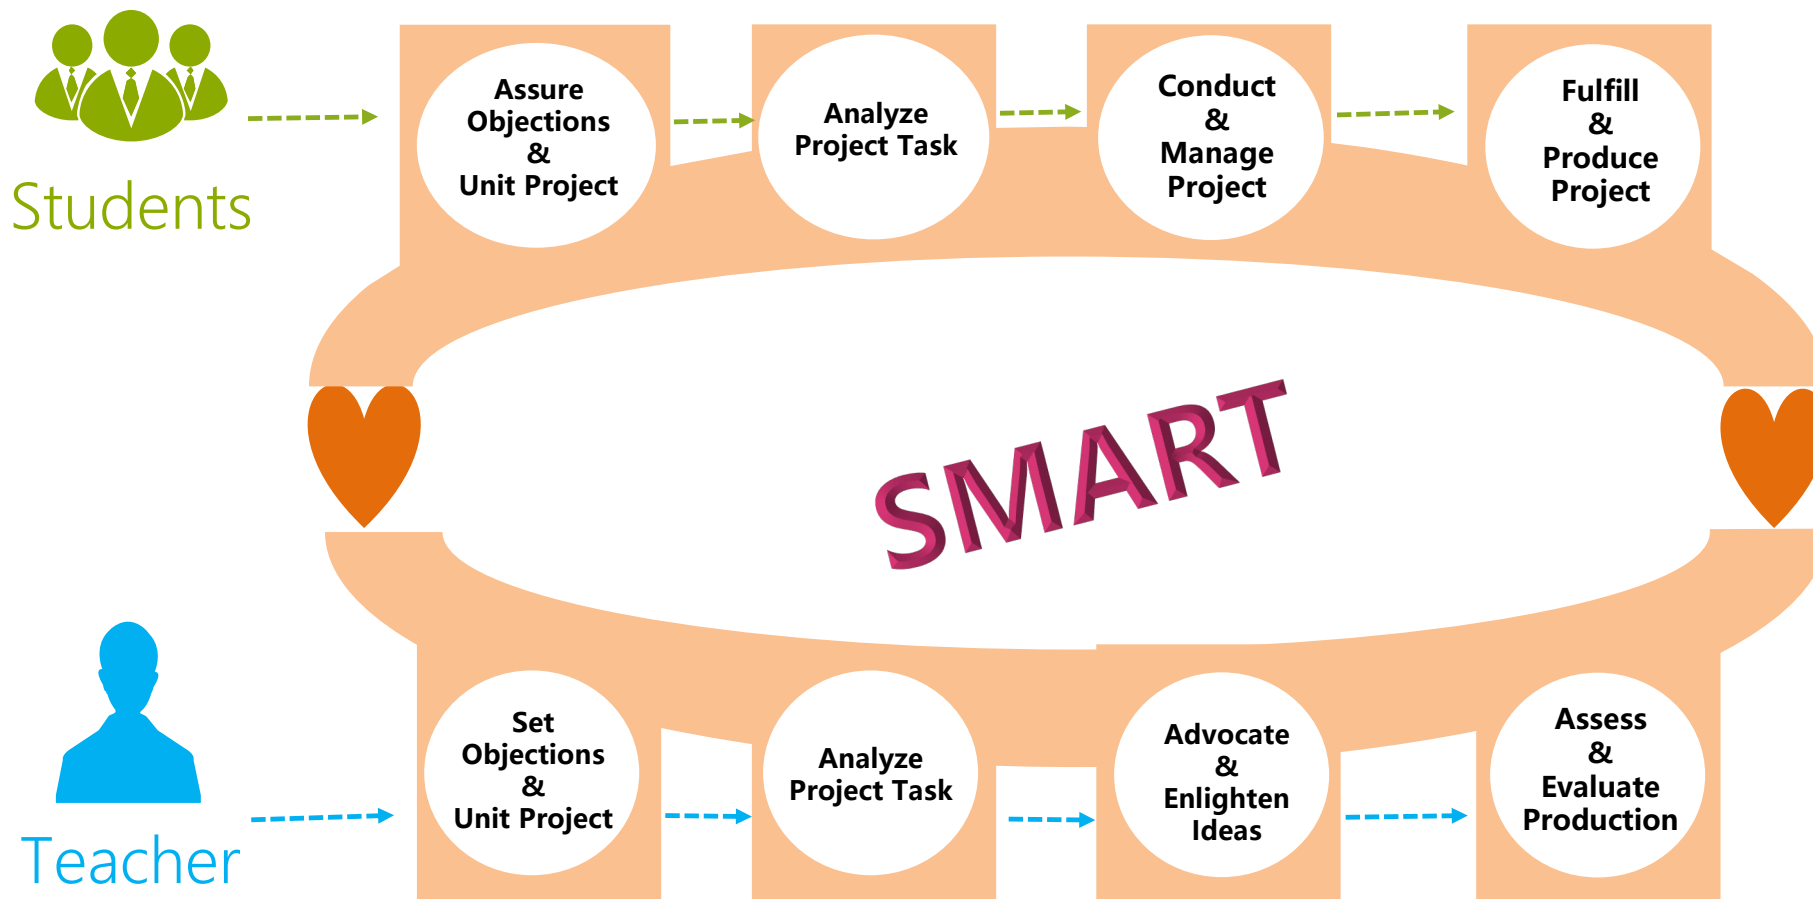 Students
Assure
Objections
&
Unit Project
Analyze
Project Task
Conduct
&
Manage
Project
Fulfill
&
Produce
Project
SMART
Teacher
Set
Objections
&
Unit Project
Analyze
Project Task
Advocate
&
Enlighten
Ideas
Assess
&
Evaluate
Production